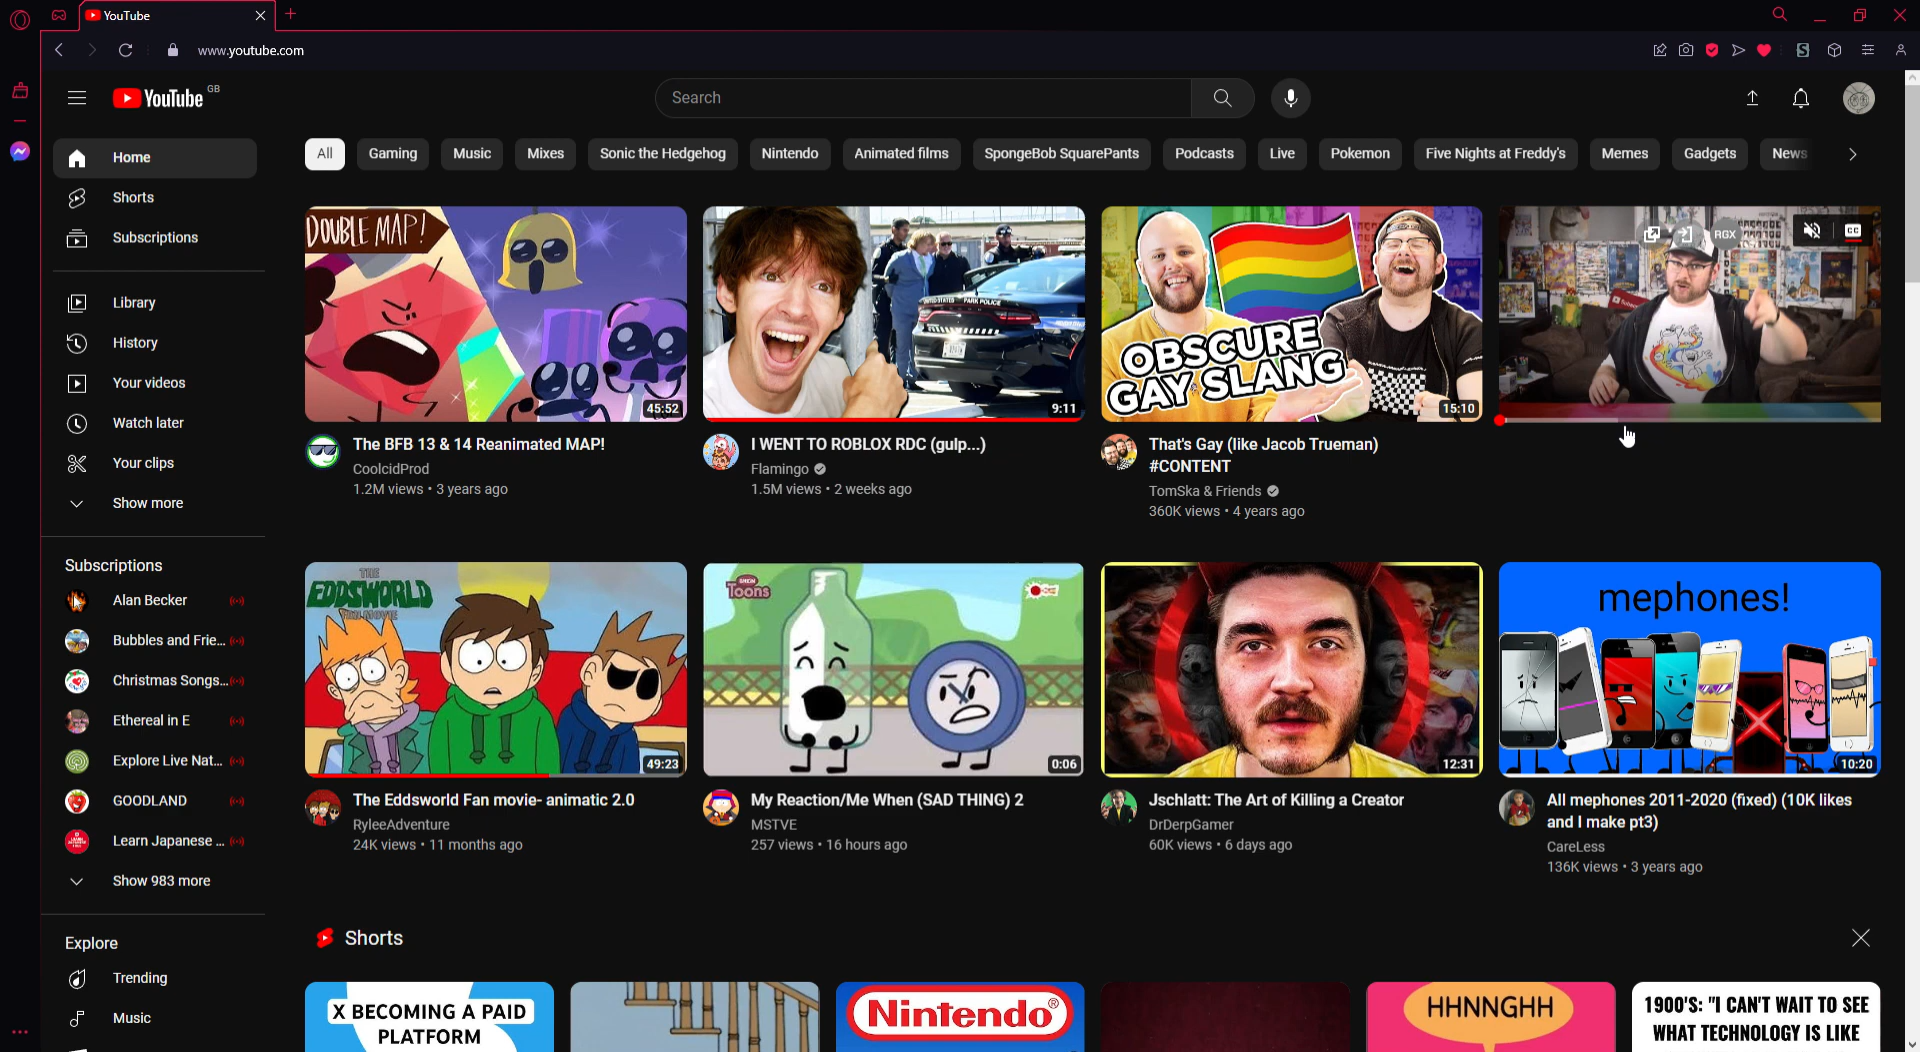 YouTube
www.youtube.com
YouTube GB
Search
Home
Shorts
Subscriptions
Library
History
Your videos
Watch later
Your clips
Show more
Subscriptions
Alan Becker
Bubbles and Frie...
Christmas Songs...
Ethereal in E
Explore Live Nat...
GOODLAND
Learn Japanese ...
Show 983 more
Explore
Trending
Music
All
Gaming
Music
Mixes
Sonic the Hedgehog
Nintendo
Animated films
SpongeBob SquarePants
Podcasts
Live
Pokemon
Five Nights at Freddy's
Memes
Gadgets
News
DOUBLE MAP!
45:52
The BFB 13 & 14 Reanimated MAP!
CoolcidProd
1.2M views • 3 years ago
UNITED STATES PARK POLICE
9:11
I WENT TO ROBLOX RDC (gulp...)
Flamingo
1.5M views • 2 weeks ago
OBSCURE
GAY SLANG
15:10
That's Gay (like Jacob Trueman)
#CONTENT
TomSka & Friends
360K views • 4 years ago
RGX
CC
THE
EDDSWORLD
FAN-MOVIE
49:23
The Eddsworld Fan movie- animatic 2.0
RyleeAdventure
24K views • 11 months ago
Toons
0:06
My Reaction/Me When (SAD THING) 2
MSTVE
257 views • 16 hours ago
12:31
Jschlatt: The Art of Killing a Creator
DrDerpGamer
60K views • 6 days ago
mephones!
10:20
All mephones 2011-2020 (fixed) (10K likes
and I make pt3)
CareLess
136K views • 3 years ago
Shorts
X BECOMING A PAID
PLATFORM
Nintendo®
HHNNGHH
1900'S: "I CAN'T WAIT TO SEE
WHAT TECHNOLOGY IS LIKE